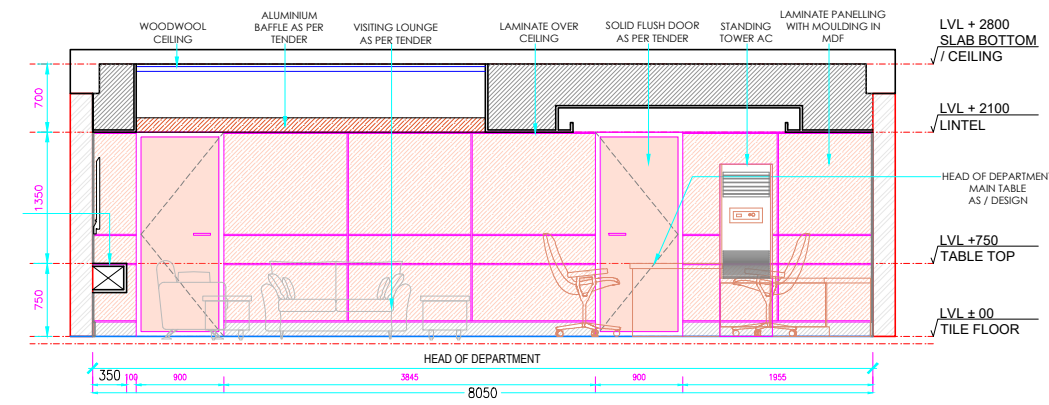 WOODWOOL
CEILING
ALUMINIUM
BAFFLE AS PER
TENDER
VISITING LOUNGE
AS PER TENDER
LAMINATE OVER
CEILING
SOLID FLUSH DOOR
AS PER TENDER
STANDING
TOWER AC
LAMINATE PANELLING
WITH MOULDING IN
MDF
LVL + 2800
SLAB BOTTOM
/ CEILING
LVL + 2100
LINTEL
HEAD OF DEPARTMEN
MAIN TABLE
AS / DESIGN
LVL +750
TABLE TOP
LVL ± 00
TILE FLOOR
700
1350
750
HEAD OF DEPARTMENT
350
100
900
3845
900
1955
8050